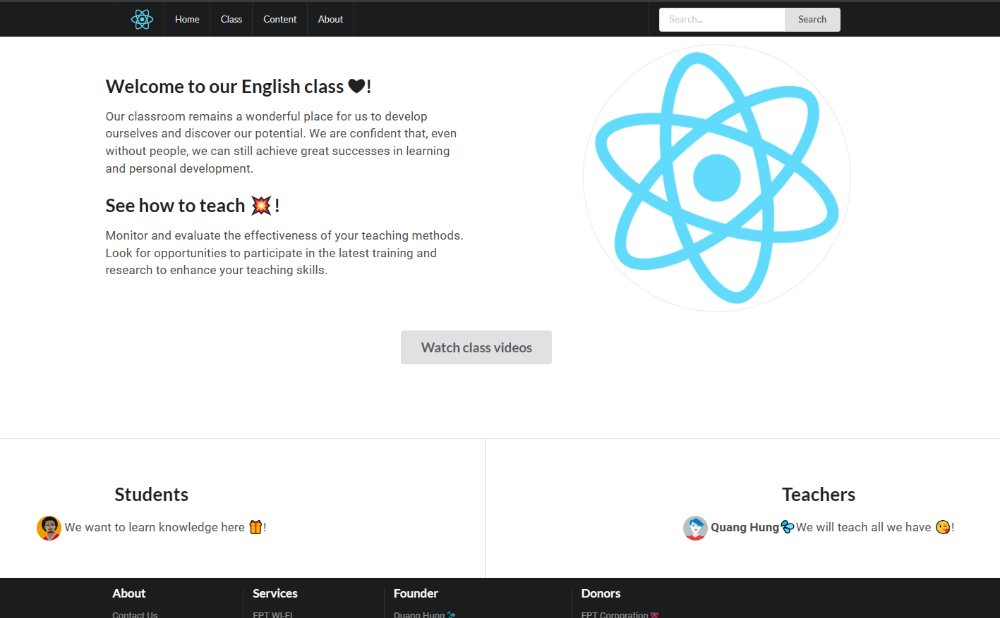 Home Class Content About Search... Search
Welcome to our English class 🖤!
Our classroom remains a wonderful place for us to develop
ourselves and discover our potential. We are confident that, even
without people, we can still achieve great successes in learning
and personal development.
See how to teach 💥!
Monitor and evaluate the effectiveness of your teaching methods.
Look for opportunities to participate in the latest training and
research to enhance your teaching skills.
Watch class videos
Students
We want to learn knowledge here 🎁!
Teachers
Quang Hung💦We will teach all we have 😘!
About Services Founder Donors
Contact Us FPT WI-FI Quang Hung FPT Corporation 🎀